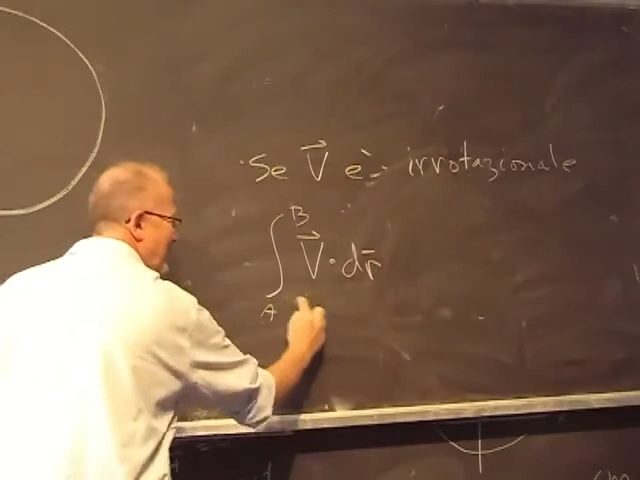 Se V⃗ è irrotazionale
∫_A^B V⃗ · dr̄